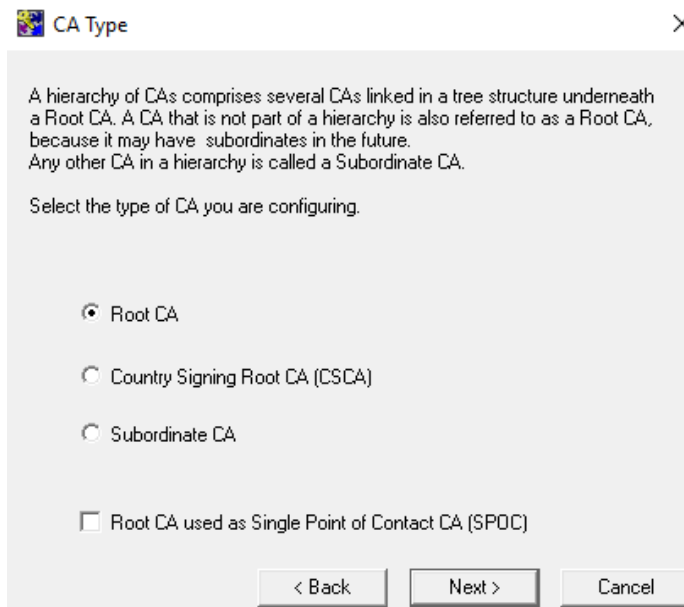 CA Type
A hierarchy of CAs comprises several CAs linked in a tree structure underneath
a Root CA. A CA that is not part of a hierarchy is also referred to as a Root CA,
because it may have  subordinates in the future.
Any other CA in a hierarchy is called a Subordinate CA.
Select the type of CA you are configuring.
Root CA
Country Signing Root CA (CSCA)
Subordinate CA
Root CA used as Single Point of Contact CA (SPOC)
< Back Next > Cancel